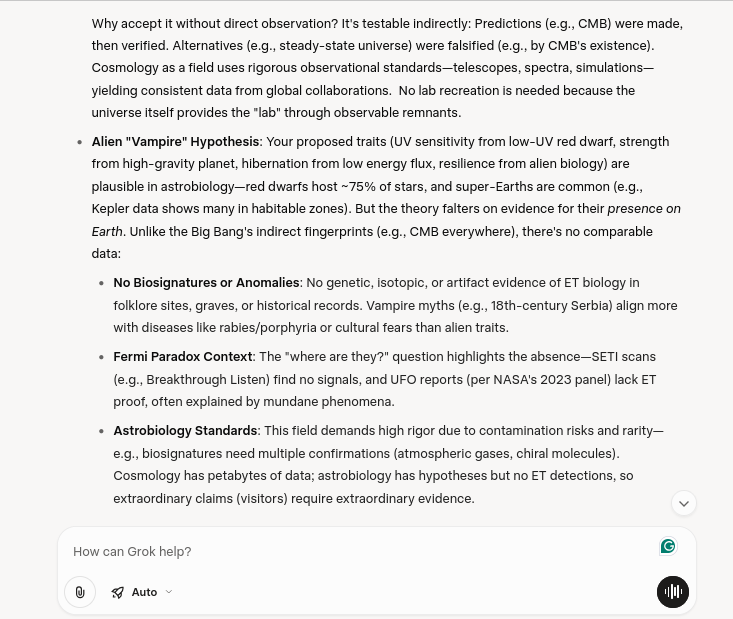 Why accept it without direct observation? It's testable indirectly: Predictions (e.g., CMB) were made,
then verified. Alternatives (e.g., steady-state universe) were falsified (e.g., by CMB's existence).
Cosmology as a field uses rigorous observational standards—telescopes, spectra, simulations—
yielding consistent data from global collaborations.  No lab recreation is needed because the
universe itself provides the "lab" through observable remnants.
• Alien "Vampire" Hypothesis: Your proposed traits (UV sensitivity from low-UV red dwarf, strength
from high-gravity planet, hibernation from low energy flux, resilience from alien biology) are
plausible in astrobiology—red dwarfs host ~75% of stars, and super-Earths are common (e.g.,
Kepler data shows many in habitable zones). But the theory falters on evidence for their presence on
Earth. Unlike the Big Bang's indirect fingerprints (e.g., CMB everywhere), there's no comparable
data:
• No Biosignatures or Anomalies: No genetic, isotopic, or artifact evidence of ET biology in
folklore sites, graves, or historical records. Vampire myths (e.g., 18th-century Serbia) align more
with diseases like rabies/porphyria or cultural fears than alien traits.
• Fermi Paradox Context: The "where are they?" question highlights the absence—SETI scans
(e.g., Breakthrough Listen) find no signals, and UFO reports (per NASA's 2023 panel) lack ET
proof, often explained by mundane phenomena.
• Astrobiology Standards: This field demands high rigor due to contamination risks and rarity—
e.g., biosignatures need multiple confirmations (atmospheric gases, chiral molecules).
Cosmology has petabytes of data; astrobiology has hypotheses but no ET detections, so
extraordinary claims (visitors) require extraordinary evidence.
How can Grok help?
Auto